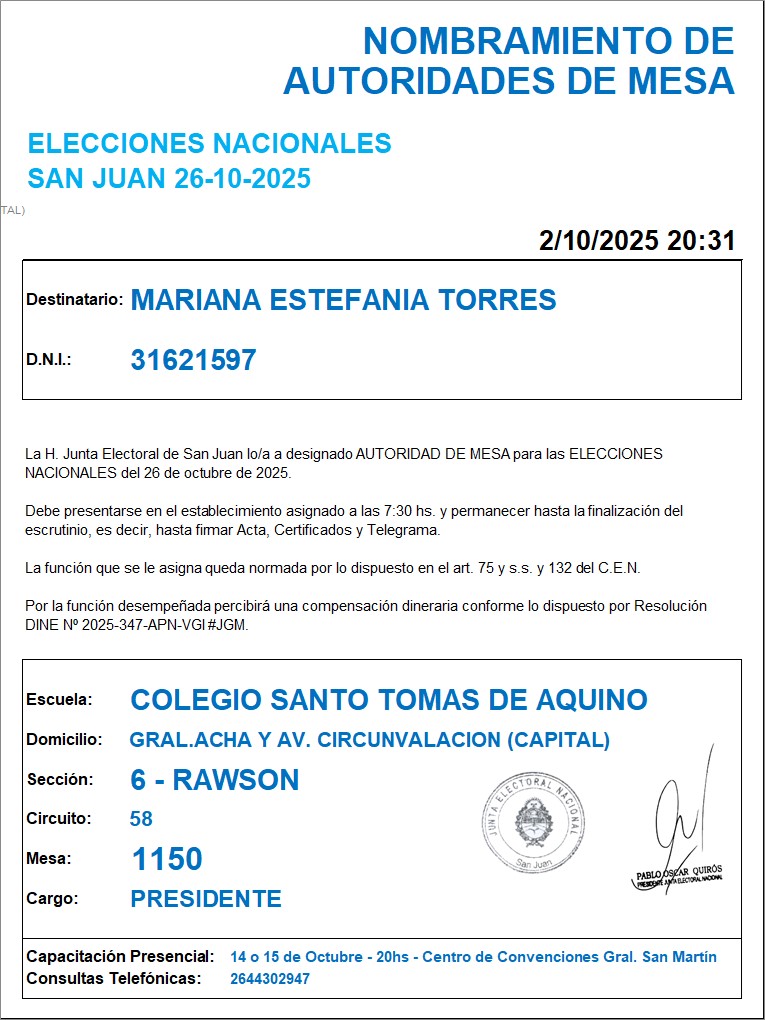 NOMBRAMIENTO DE
AUTORIDADES DE MESA
ELECCIONES NACIONALES
SAN JUAN 26-10-2025
TAL)
2/10/2025 20:31
Destinatario: MARIANA ESTEFANIA TORRES
D.N.I.: 31621597
La H. Junta Electoral de San Juan lo/a a designado AUTORIDAD DE MESA para las ELECCIONES
NACIONALES del 26 de octubre de 2025.
Debe presentarse en el establecimiento asignado a las 7:30 hs. y permanecer hasta la finalización del
escrutinio, es decir, hasta firmar Acta, Certificados y Telegrama.
La función que se le asigna queda normada por lo dispuesto en el art. 75 y s.s. y 132 del C.E.N.
Por la función desempeñada percibirá una compensación dineraria conforme lo dispuesto por Resolución
DINE Nº 2025-347-APN-VGI#JGM.
Escuela: COLEGIO SANTO TOMAS DE AQUINO
Domicilio: GRAL.ACHA Y AV. CIRCUNVALACION (CAPITAL)
Sección: 6 - RAWSON
Circuito: 58
Mesa: 1150
Cargo: PRESIDENTE
JUNTA ELECTORAL NACIONAL
San Juan
PABLO OSCAR QUIRÓS
PRESIDENTE JUNTA ELECTORAL NACIONAL
Capacitación Presencial: 14 o 15 de Octubre - 20hs - Centro de Convenciones Gral. San Martín
Consultas Telefónicas: 2644302947